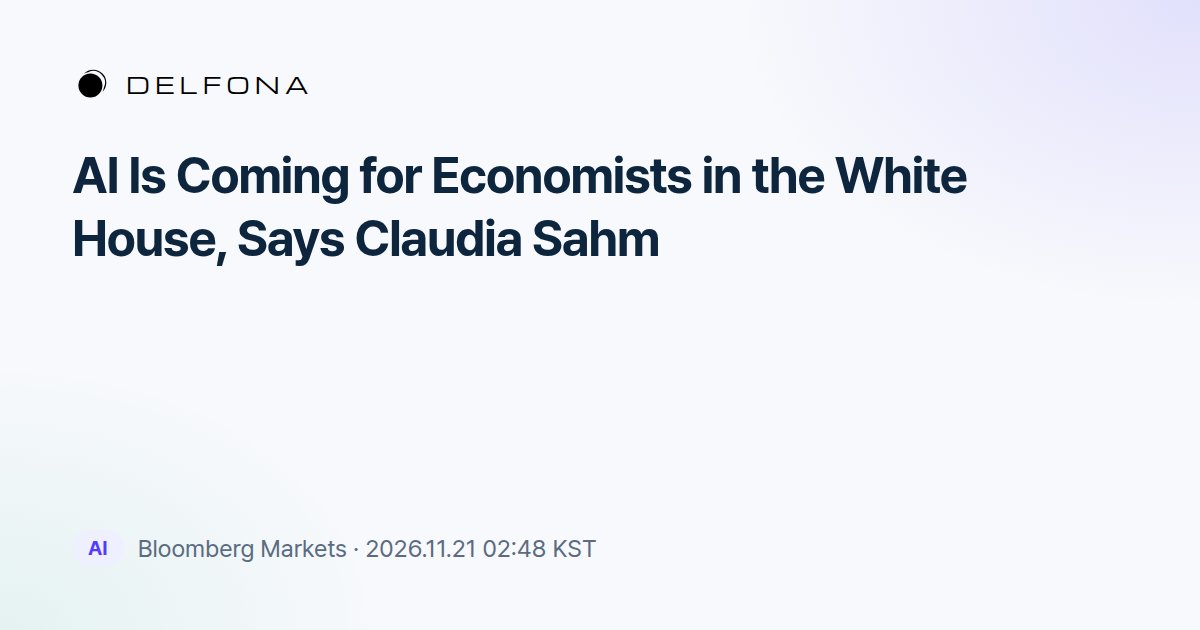 DELFONA
AI Is Coming for Economists in the White
House, Says Claudia Sahm
AI Bloomberg Markets · 2026.11.21 02:48 KST